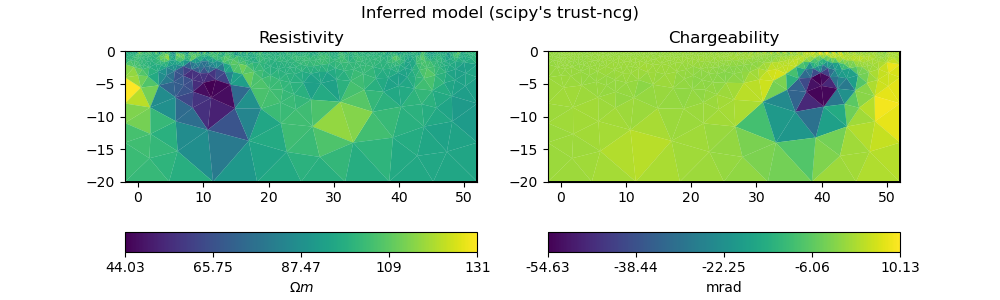 Inferred model (scipy's trust-ncg)
Resistivity
Chargeability
0
−5
−10
−15
−20
0 10 20 30 40 50
0
−5
−10
−15
−20
0 10 20 30 40 50
44.03 65.75 87.47 109 131
Ωm
-54.63 -38.44 -22.25 -6.06 10.13
mrad